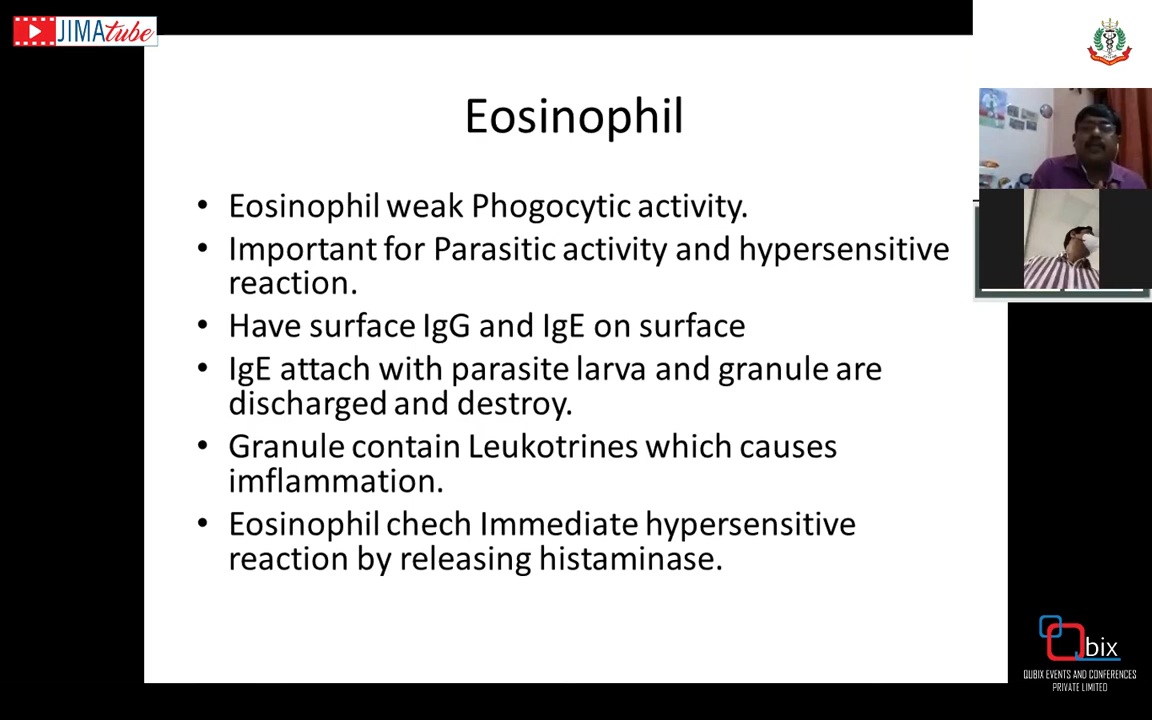 JIMAtube
Eosinophil
• Eosinophil weak Phogocytic activity.
• Important for Parasitic activity and hypersensitive
reaction.
• Have surface IgG and IgE on surface
• IgE attach with parasite larva and granule are
discharged and destroy.
• Granule contain Leukotrines which causes
imflammation.
• Eosinophil chech Immediate hypersensitive
reaction by releasing histaminase.
Qbix
QUBIX EVENTS AND CONFERENCES
PRIVATE LIMITED